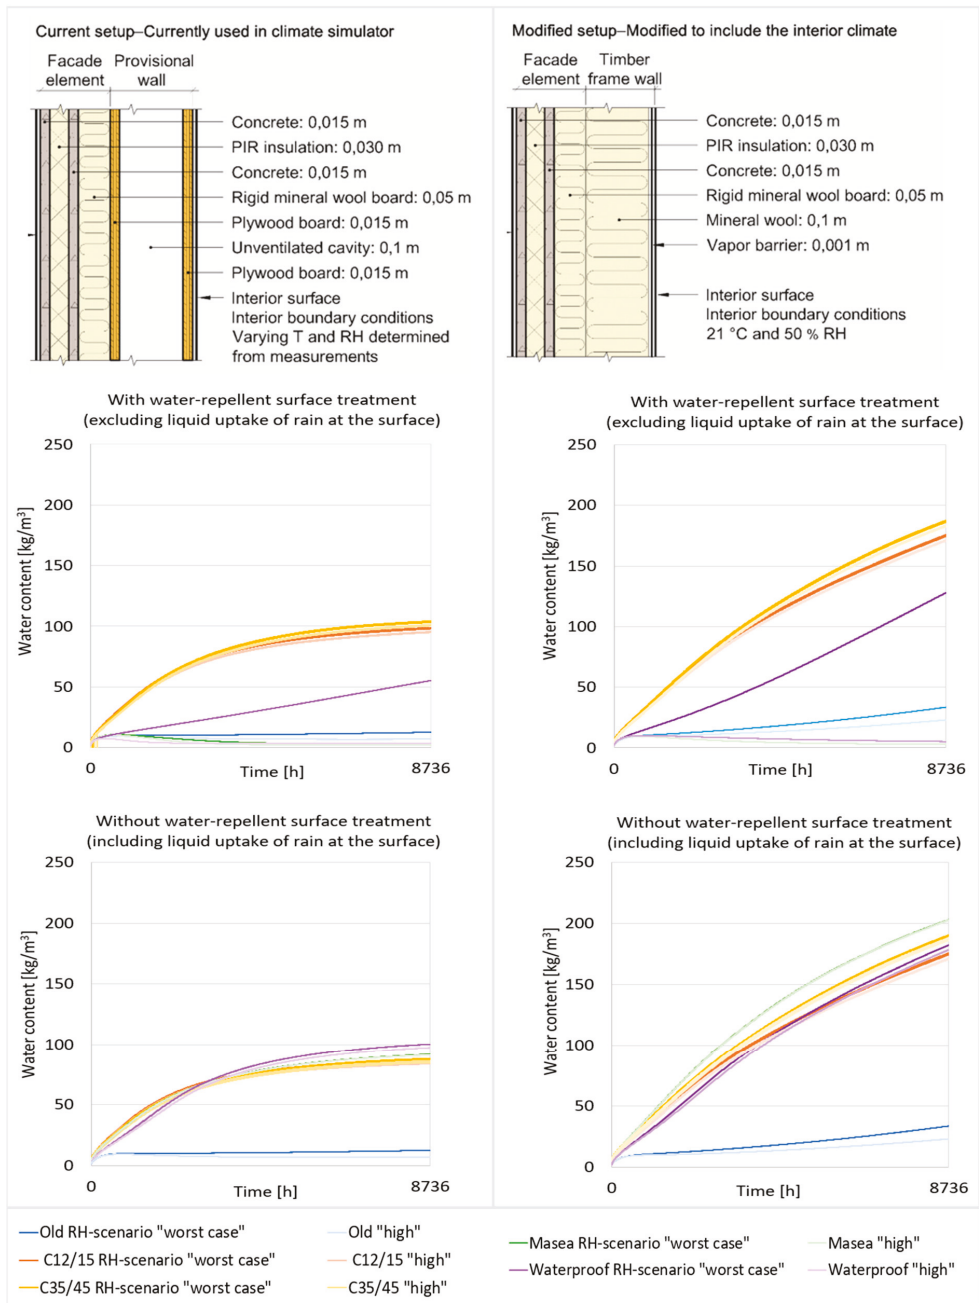 Current setup–Currently used in climate simulator
Facade element
Provisional wall
Concrete: 0,015 m
PIR insulation: 0,030 m
Concrete: 0,015 m
Rigid mineral wool board: 0,05 m
Plywood board: 0,015 m
Unventilated cavity: 0,1 m
Plywood board: 0,015 m
Interior surface
Interior boundary conditions
Varying T and RH determined
from measurements
Modified setup–Modified to include the interior climate
Facade element
Timber frame wall
Concrete: 0,015 m
PIR insulation: 0,030 m
Concrete: 0,015 m
Rigid mineral wool board: 0,05 m
Mineral wool: 0,1 m
Vapor barrier: 0,001 m
Interior surface
Interior boundary conditions
21 °C and 50 % RH
With water-repellent surface treatment
(excluding liquid uptake of rain at the surface)
250
200
150
100
50
0
Water content [kg/m³]
0
Time [h]
8736
With water-repellent surface treatment
(excluding liquid uptake of rain at the surface)
250
200
150
100
50
0
Water content [kg/m³]
0
Time [h]
8736
Without water-repellent surface treatment
(including liquid uptake of rain at the surface)
250
200
150
100
50
0
Water content [kg/m³]
0
Time [h]
8736
Without water-repellent surface treatment
(including liquid uptake of rain at the surface)
250
200
150
100
50
0
Water content [kg/m³]
0
Time [h]
8736
Old RH-scenario "worst case"
Old "high"
C12/15 RH-scenario "worst case"
C12/15 "high"
C35/45 RH-scenario "worst case"
C35/45 "high"
Masea RH-scenario "worst case"
Masea "high"
Waterproof RH-scenario "worst case"
Waterproof "high"